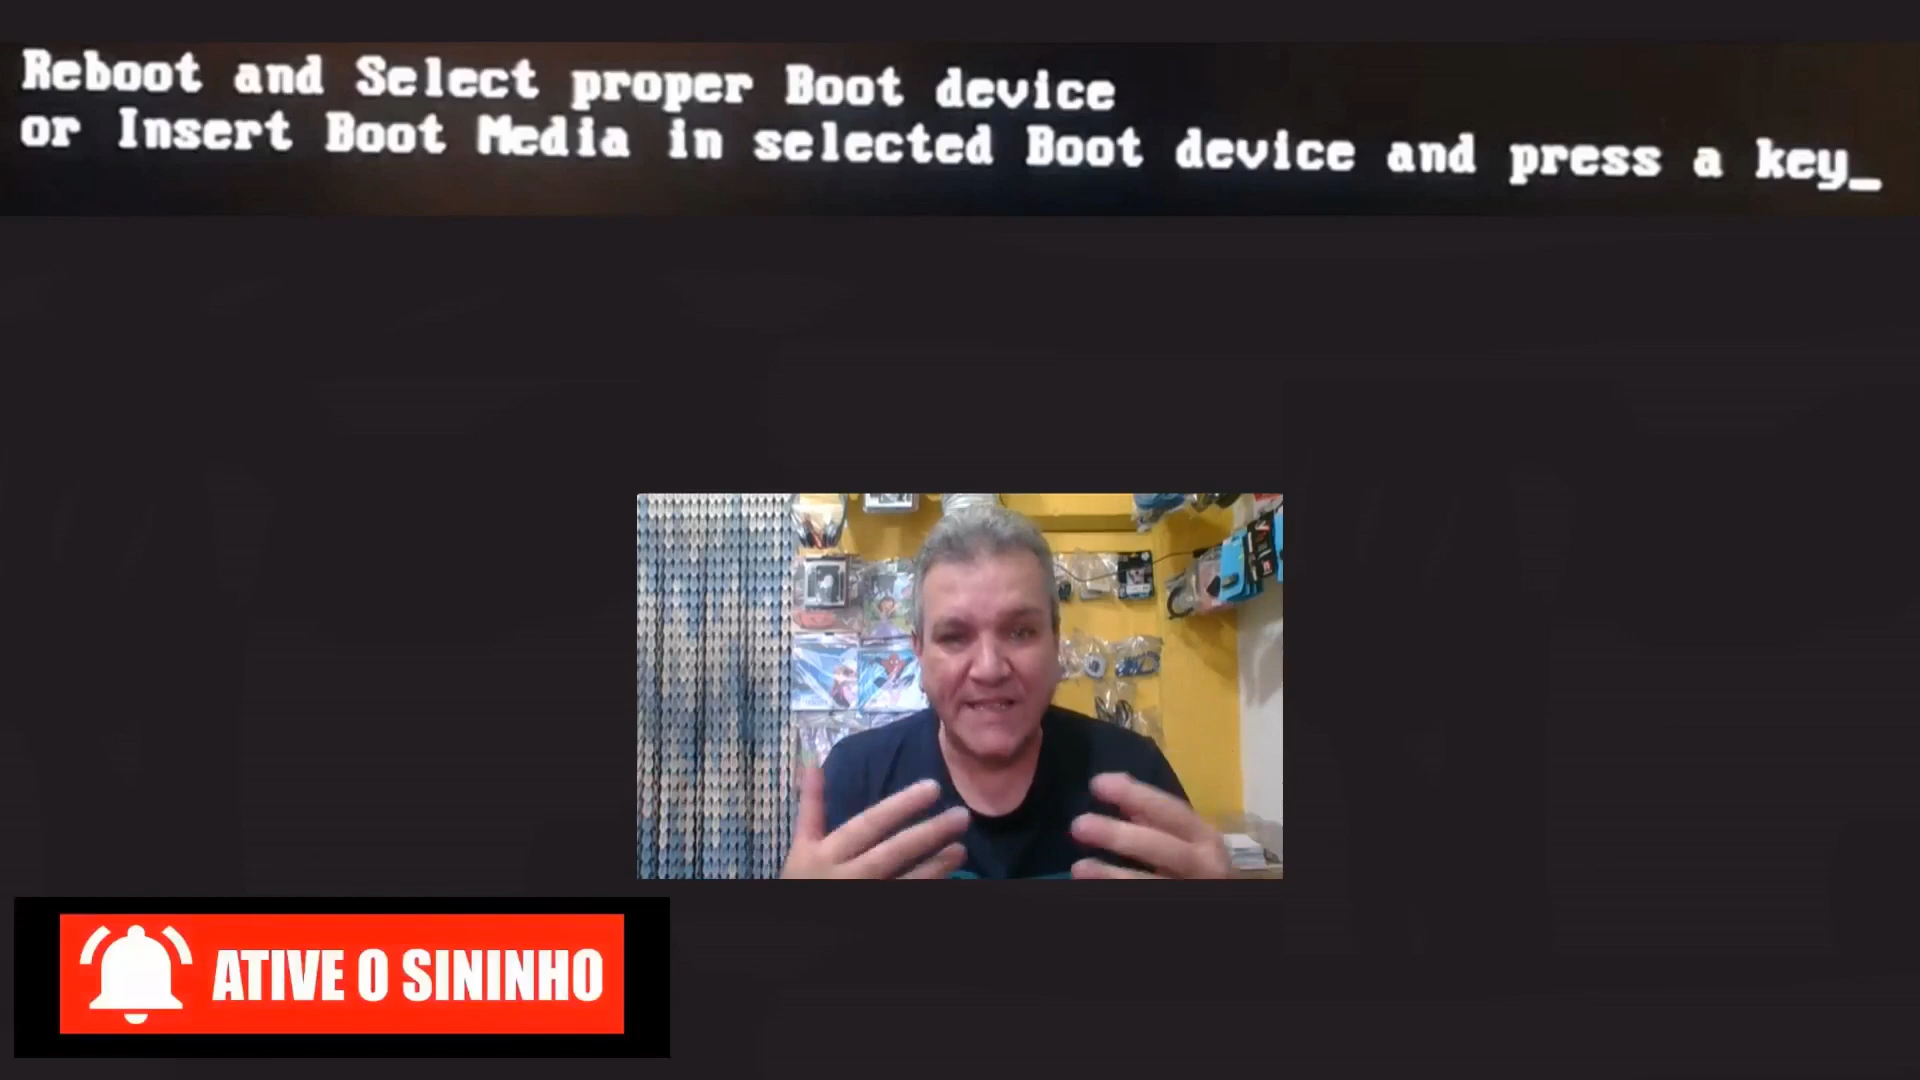 Reboot and Select proper Boot device
or Insert Boot Media in selected Boot device and press a key_
ATIVE O SININHO